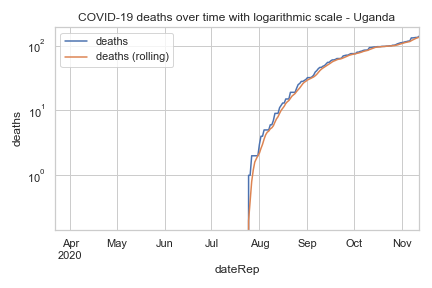 COVID-19 deaths over time with logarithmic scale - Uganda
deaths
deaths (rolling)
10²
10¹
10⁰
deaths
Apr May Jun Jul Aug Sep Oct Nov
2020
dateRep